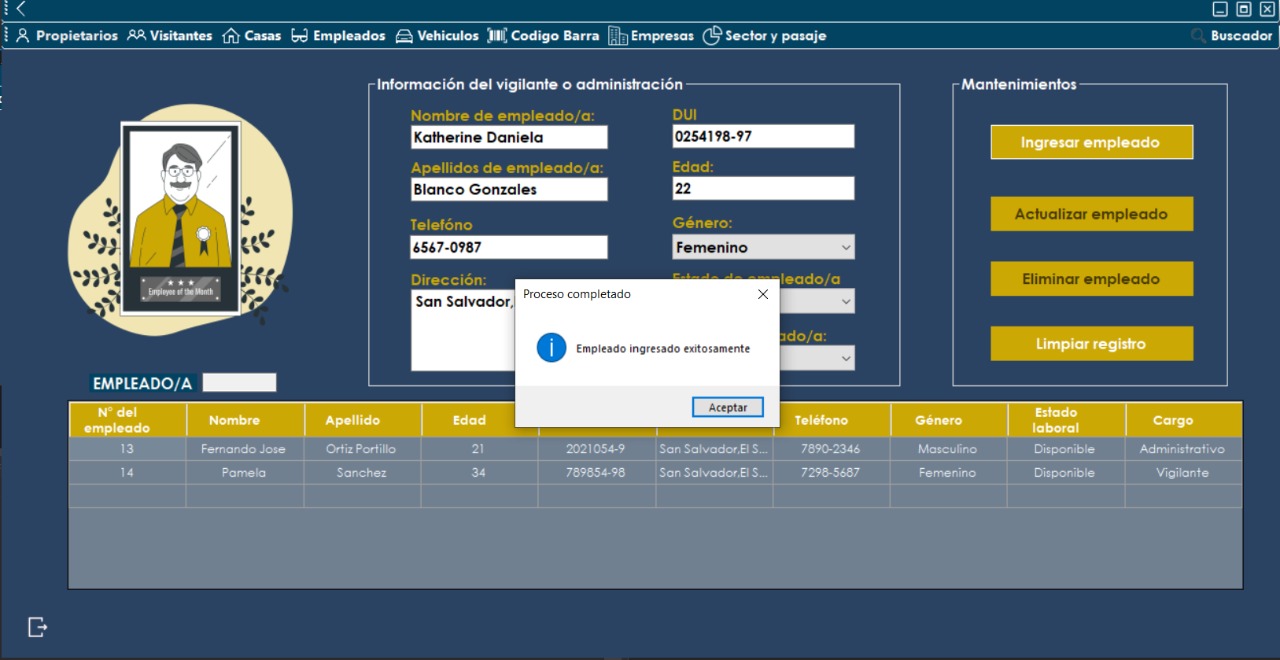 Propietarios Visitantes Casas Empleados Vehiculos Codigo Barra Empresas Sector y pasaje Buscador
Información del vigilante o administración
Nombre de empleado/a:
Katherine Daniela
Apellidos de empleado/a:
Blanco Gonzales
Telefóno
6567-0987
Dirección:
San Salvador,
DUI
0254198-97
Edad:
22
Género:
Femenino
Estado de empleado/a
ado/a:
Mantenimientos
Ingresar empleado
Actualizar empleado
Eliminar empleado
Limpiar registro
Employee of the Month
Proceso completado
Empleado ingresado exitosamente
Aceptar
EMPLEADO/A
N° del empleado Nombre Apellido Edad Teléfono Género Estado laboral Cargo
13 Fernando Jose Ortiz Portillo 21 2021054-9 San Salvador,El S... 7890-2346 Masculino Disponible Administrativo
14 Pamela Sanchez 34 789854-98 San Salvador,El S... 7298-5687 Femenino Disponible Vigilante